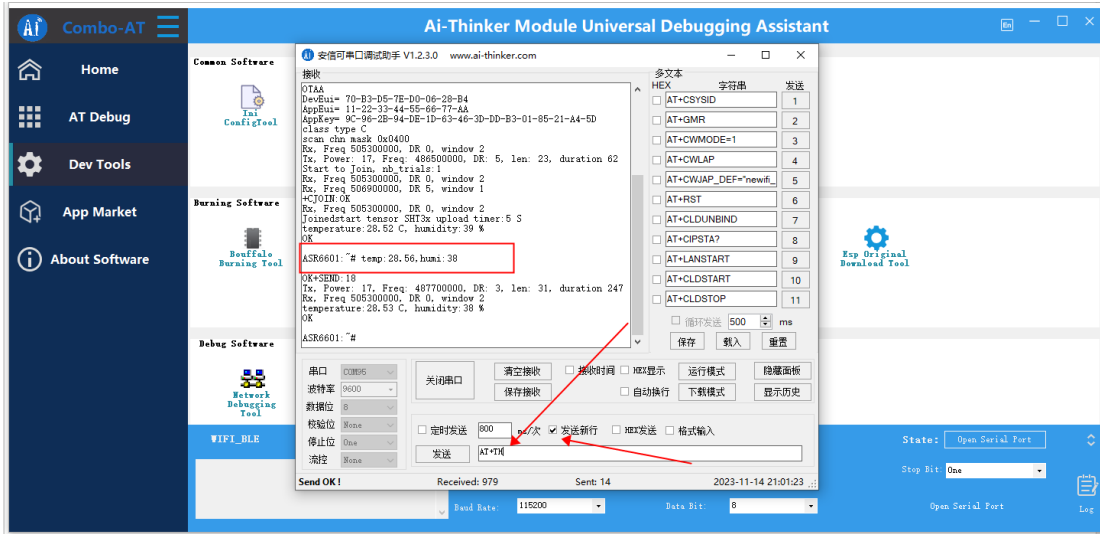 Combo-AT
Ai-Thinker Module Universal Debugging Assistant
En
Home
AT Debug
Dev Tools
App Market
About Software
Common Software
Ini
ConfigTool
Burning Software
Bouffalo
Burning Tool
Esp Original
Download Tool
Debug Software
Network
Debugging
Tool
安信可串口调试助手 V1.2.3.0 www.ai-thinker.com
接收
OTAA
DevEui= 70-B3-D5-7E-D0-06-28-B4
AppEui= 11-22-33-44-55-66-77-AA
AppKey= 9C-96-2B-94-DE-1D-63-46-3D-DD-B3-01-85-21-A4-5D
class type C
scan chn mask 0x0400
Rx, Freq 505300000, DR 0, window 2
Tx, Power: 17, Freq: 486500000, DR: 5, len: 23, duration 62
Start to Join, nb_trials:1
Rx, Freq 505300000, DR 0, window 2
Rx, Freq 506900000, DR 5, window 1
+CJOIN:OK
Rx, Freq 505300000, DR 0, window 2
Joinedstart tensor SHT3x upload timer:5 S
temperature:28.52 C, humidity:39 %
OK
ASR6601:~# temp:28.56,humi:38
OK+SEND:18
Tx, Power: 17, Freq: 487700000, DR: 3, len: 31, duration 247
Rx, Freq 505300000, DR 0, window 2
temperature:28.53 C, humidity:38 %
OK
ASR6601:~#
多文本
HEX 字符串 发送
AT+CSYSID 1
AT+GMR 2
AT+CWMODE=1 3
AT+CWLAP 4
AT+CWJAP_DEF="newifi_ 5
AT+RST 6
AT+CLDUNBIND 7
AT+CIPSTA? 8
AT+LANSTART 9
AT+CLDSTART 10
AT+CLDSTOP 11
循环发送 500 ms
保存 载入 重置
串口 COM95
波特率 9600
数据位 8
校验位 None
停止位 One
流控 None
关闭串口
清空接收 接收时间 HEX显示 运行模式 隐藏面板
保存接收 自动换行 下载模式 显示历史
定时发送 800 ms/次 发送新行 HEX发送 格式输入
发送 AT+TH
Send OK ! Received: 979 Sent: 14 2023-11-14 21:01:23
WIFI_BLE
State: Open Serial Port
Stop Bit: One
Baud Rate: 115200 Data Bit: 8 Open Serial Port
Log